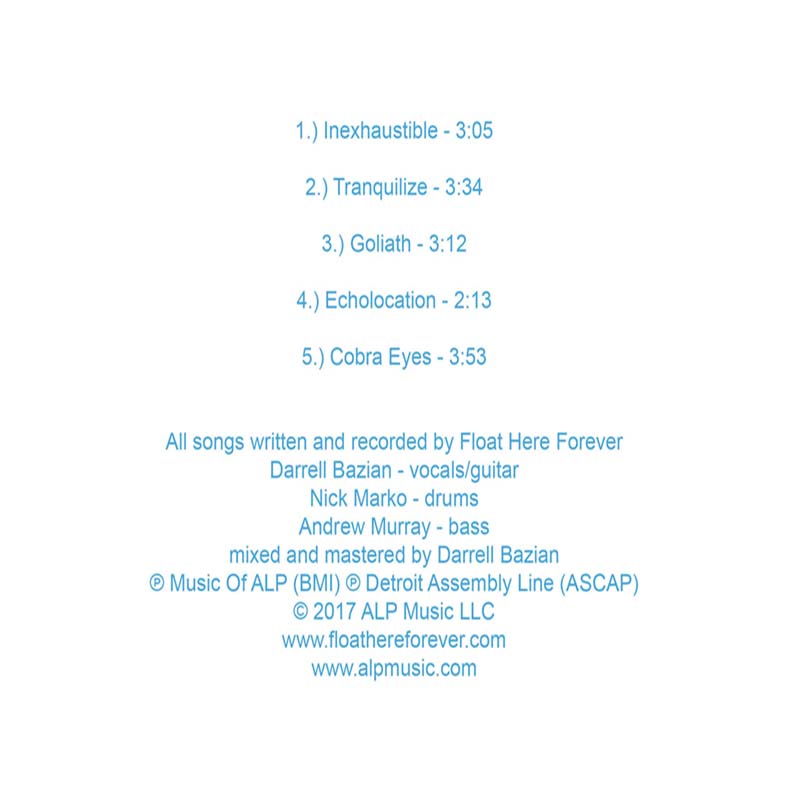 1.) Inexhaustible - 3:05
2.) Tranquilize - 3:34
3.) Goliath - 3:12
4.) Echolocation - 2:13
5.) Cobra Eyes - 3:53
All songs written and recorded by Float Here Forever
Darrell Bazian - vocals/guitar
Nick Marko - drums
Andrew Murray - bass
mixed and mastered by Darrell Bazian
℗ Music Of ALP (BMI) ℗ Detroit Assembly Line (ASCAP)
© 2017 ALP Music LLC
www.floathereforever.com
www.alpmusic.com